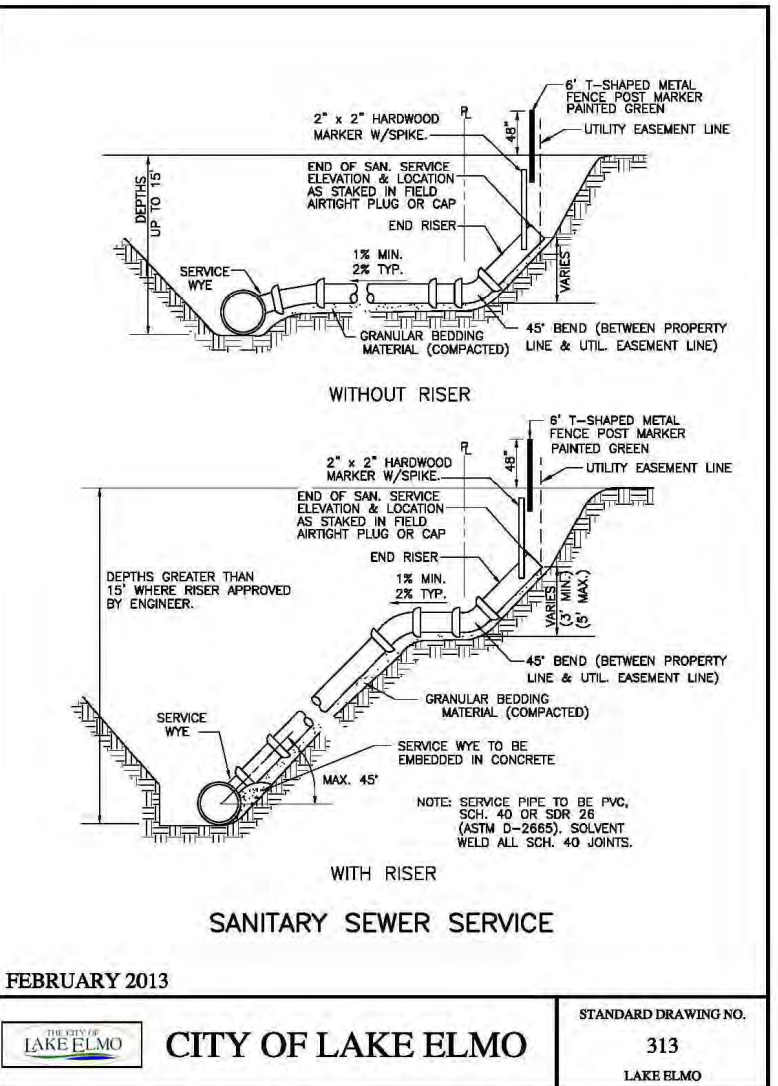 6' T-SHAPED METAL
FENCE POST MARKER
PAINTED GREEN
2" x 2" HARDWOOD
MARKER W/SPIKE.
PL
48"
UTILITY EASEMENT LINE
END OF SAN. SERVICE
ELEVATION & LOCATION
AS STAKED IN FIELD
AIRTIGHT PLUG OR CAP
DEPTHS
UP TO 15'
END RISER
1% MIN.
2% TYP.
SERVICE
WYE
VARIES
GRANULAR BEDDING
MATERIAL (COMPACTED)
45° BEND (BETWEEN PROPERTY
LINE & UTIL. EASEMENT LINE)
WITHOUT RISER
6' T-SHAPED METAL
FENCE POST MARKER
PAINTED GREEN
2" x 2" HARDWOOD
MARKER W/SPIKE.
PL
48"
UTILITY EASEMENT LINE
END OF SAN. SERVICE
ELEVATION & LOCATION
AS STAKED IN FIELD
AIRTIGHT PLUG OR CAP
END RISER
DEPTHS GREATER THAN
15' WHERE RISER APPROVED
BY ENGINEER.
1% MIN.
2% TYP.
VARIES
(3' MIN.)
(5' MAX.)
45° BEND (BETWEEN PROPERTY
LINE & UTIL. EASEMENT LINE)
GRANULAR BEDDING
MATERIAL (COMPACTED)
SERVICE
WYE
SERVICE WYE TO BE
EMBEDDED IN CONCRETE
MAX. 45°
NOTE: SERVICE PIPE TO BE PVC,
SCH. 40 OR SDR 26
(ASTM D-2665). SOLVENT
WELD ALL SCH. 40 JOINTS.
WITH RISER
SANITARY SEWER SERVICE
FEBRUARY 2013
THE CITY OF
LAKE ELMO
CITY OF LAKE ELMO
STANDARD DRAWING NO.
313
LAKE ELMO